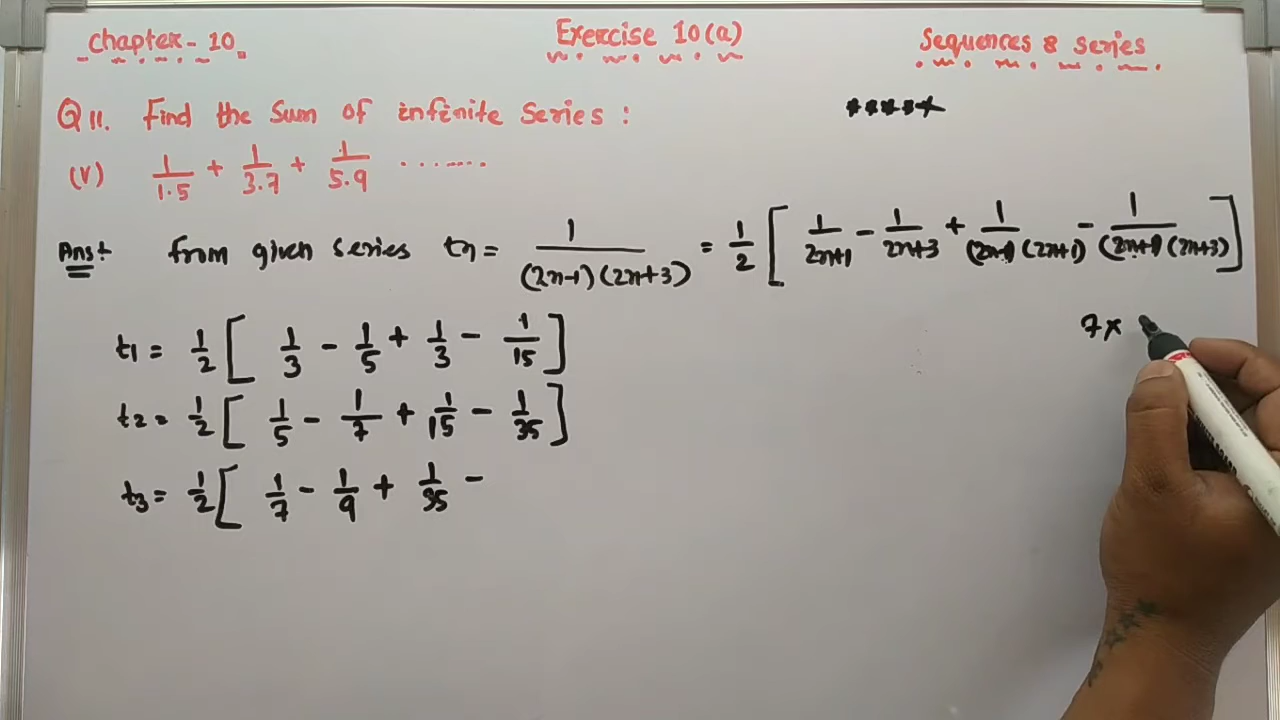 Chapter - 10.
Exercise 10(a)
Sequences & Series
Q 11. Find the sum of infinite series :
*****
(V) 1/1.5 + 1/3.7 + 1/5.9 ........
Ans:- from given series tn = 1/((2n-1)(2n+3)) = 1/2 [ 1/(2n+1) - 1/(2n+3) + 1/((2n-1)(2n+1)) - 1/((2n+1)(2n+3)) ]
7x
t1 = 1/2 [ 1/3 - 1/5 + 1/3 - 1/15 ]
t2 = 1/2 [ 1/5 - 1/7 + 1/15 - 1/35 ]
t3 = 1/2 [ 1/7 - 1/9 + 1/35 -